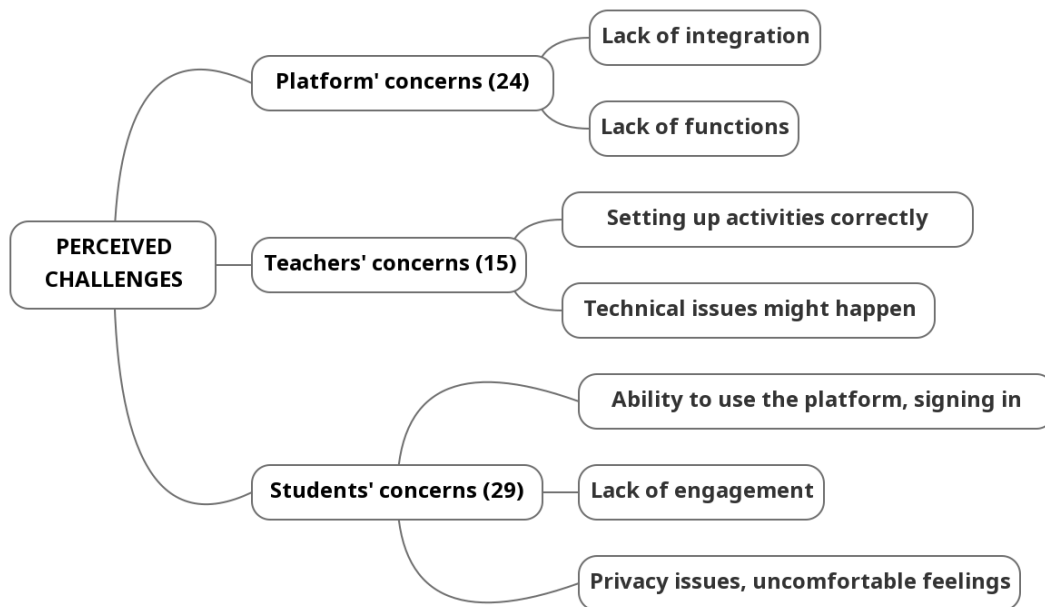 PERCEIVED
CHALLENGES
Platform' concerns (24)
Lack of integration
Lack of functions
Teachers' concerns (15)
Setting up activities correctly
Technical issues might happen
Students' concerns (29)
Ability to use the platform, signing in
Lack of engagement
Privacy issues, uncomfortable feelings